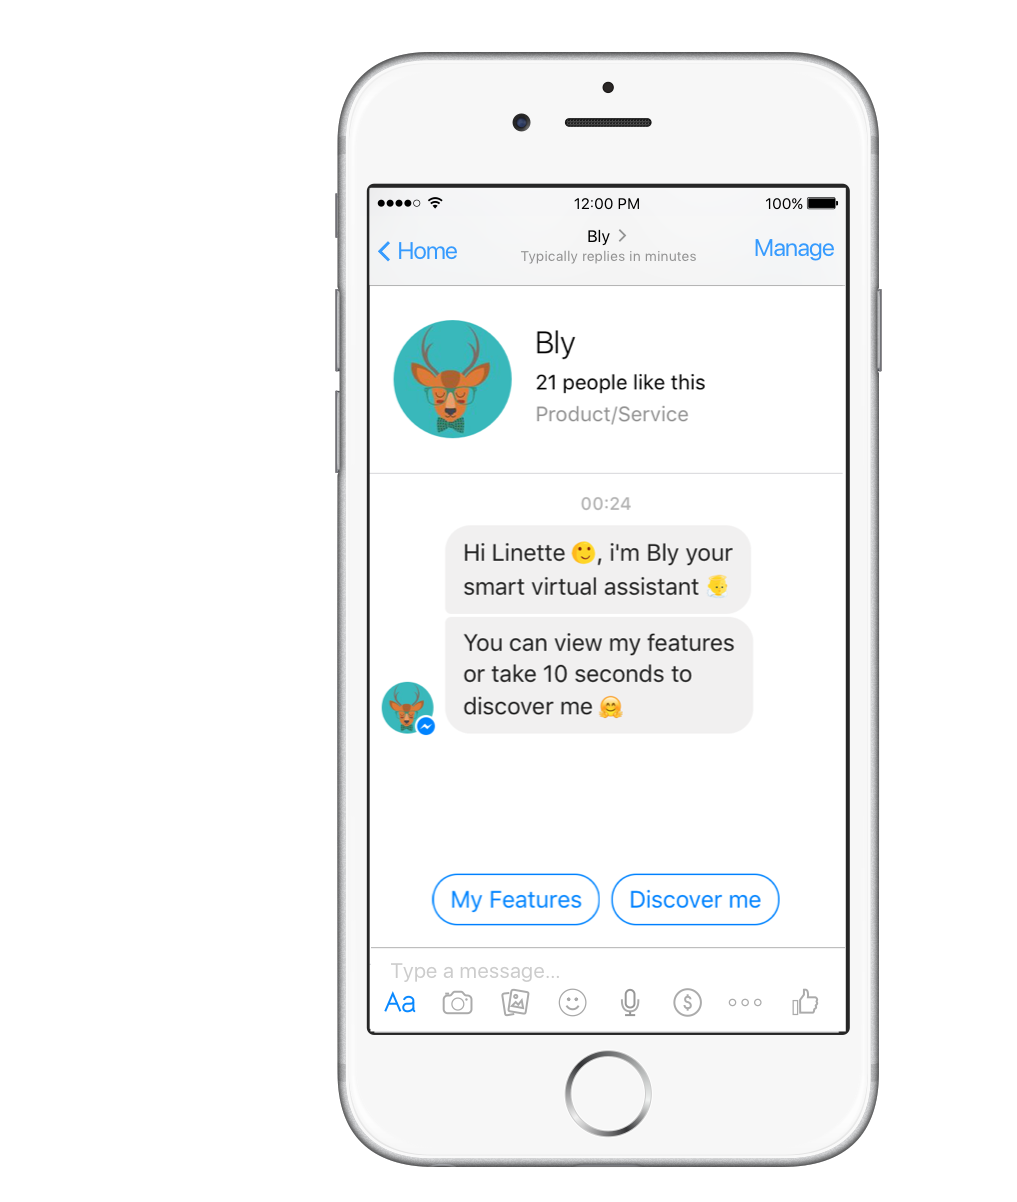 12:00 PM
100%
Home
Bly
Manage
Typically replies in minutes
Bly
21 people like this
Product/Service
00:24
Hi Linette 🙂, i'm Bly your
smart virtual assistant 👼
You can view my features
or take 10 seconds to
discover me 🤗
My Features
Discover me
Type a message...
Aa
$